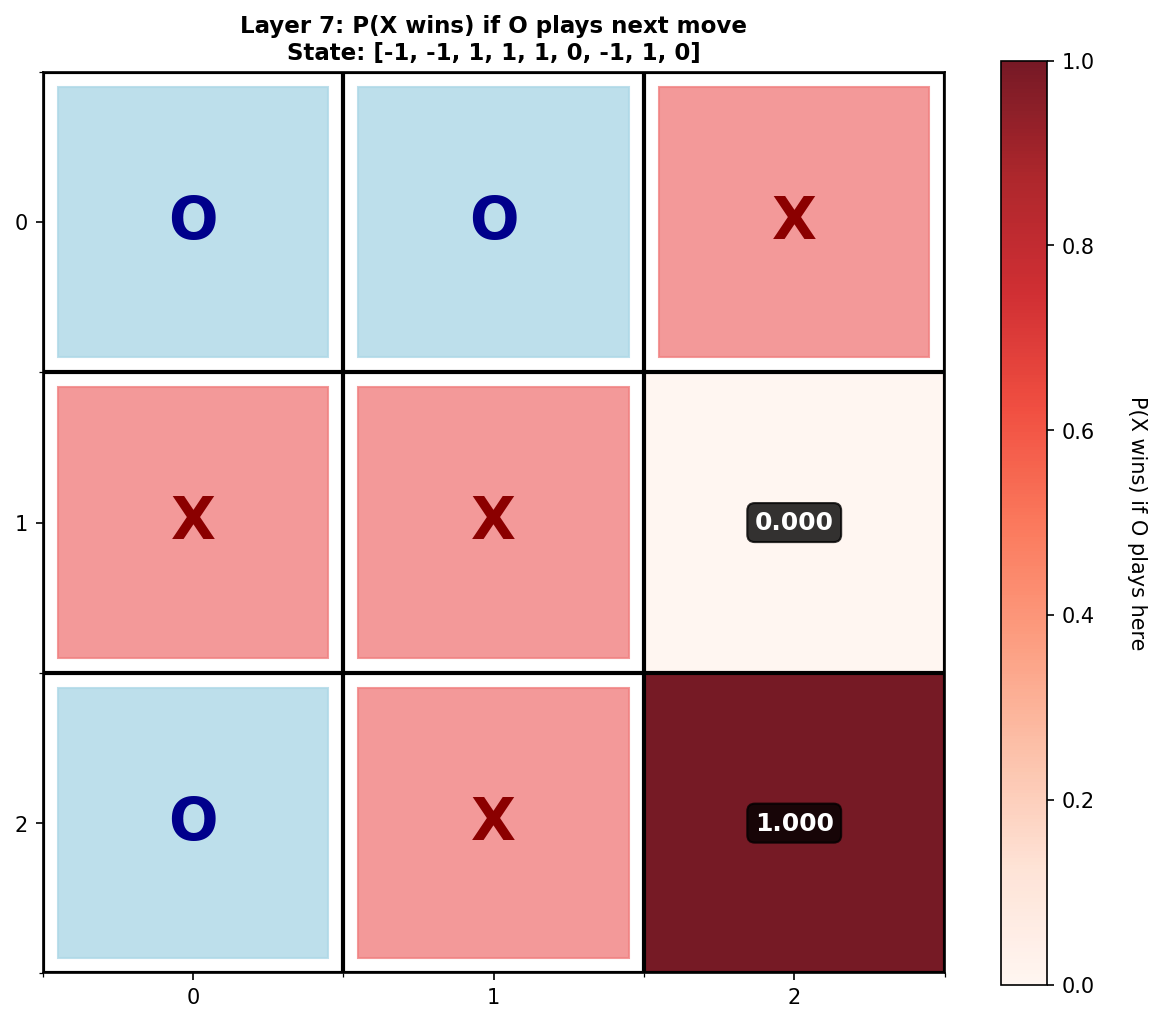 Layer 7: P(X wins) if O plays next move
State: [-1, -1, 1, 1, 1, 0, -1, 1, 0]
0
O
O
X
1
X
X
0.000
2
O
X
1.000
0
1
2
1.0
0.8
0.6
0.4
0.2
0.0
P(X wins) if O plays here